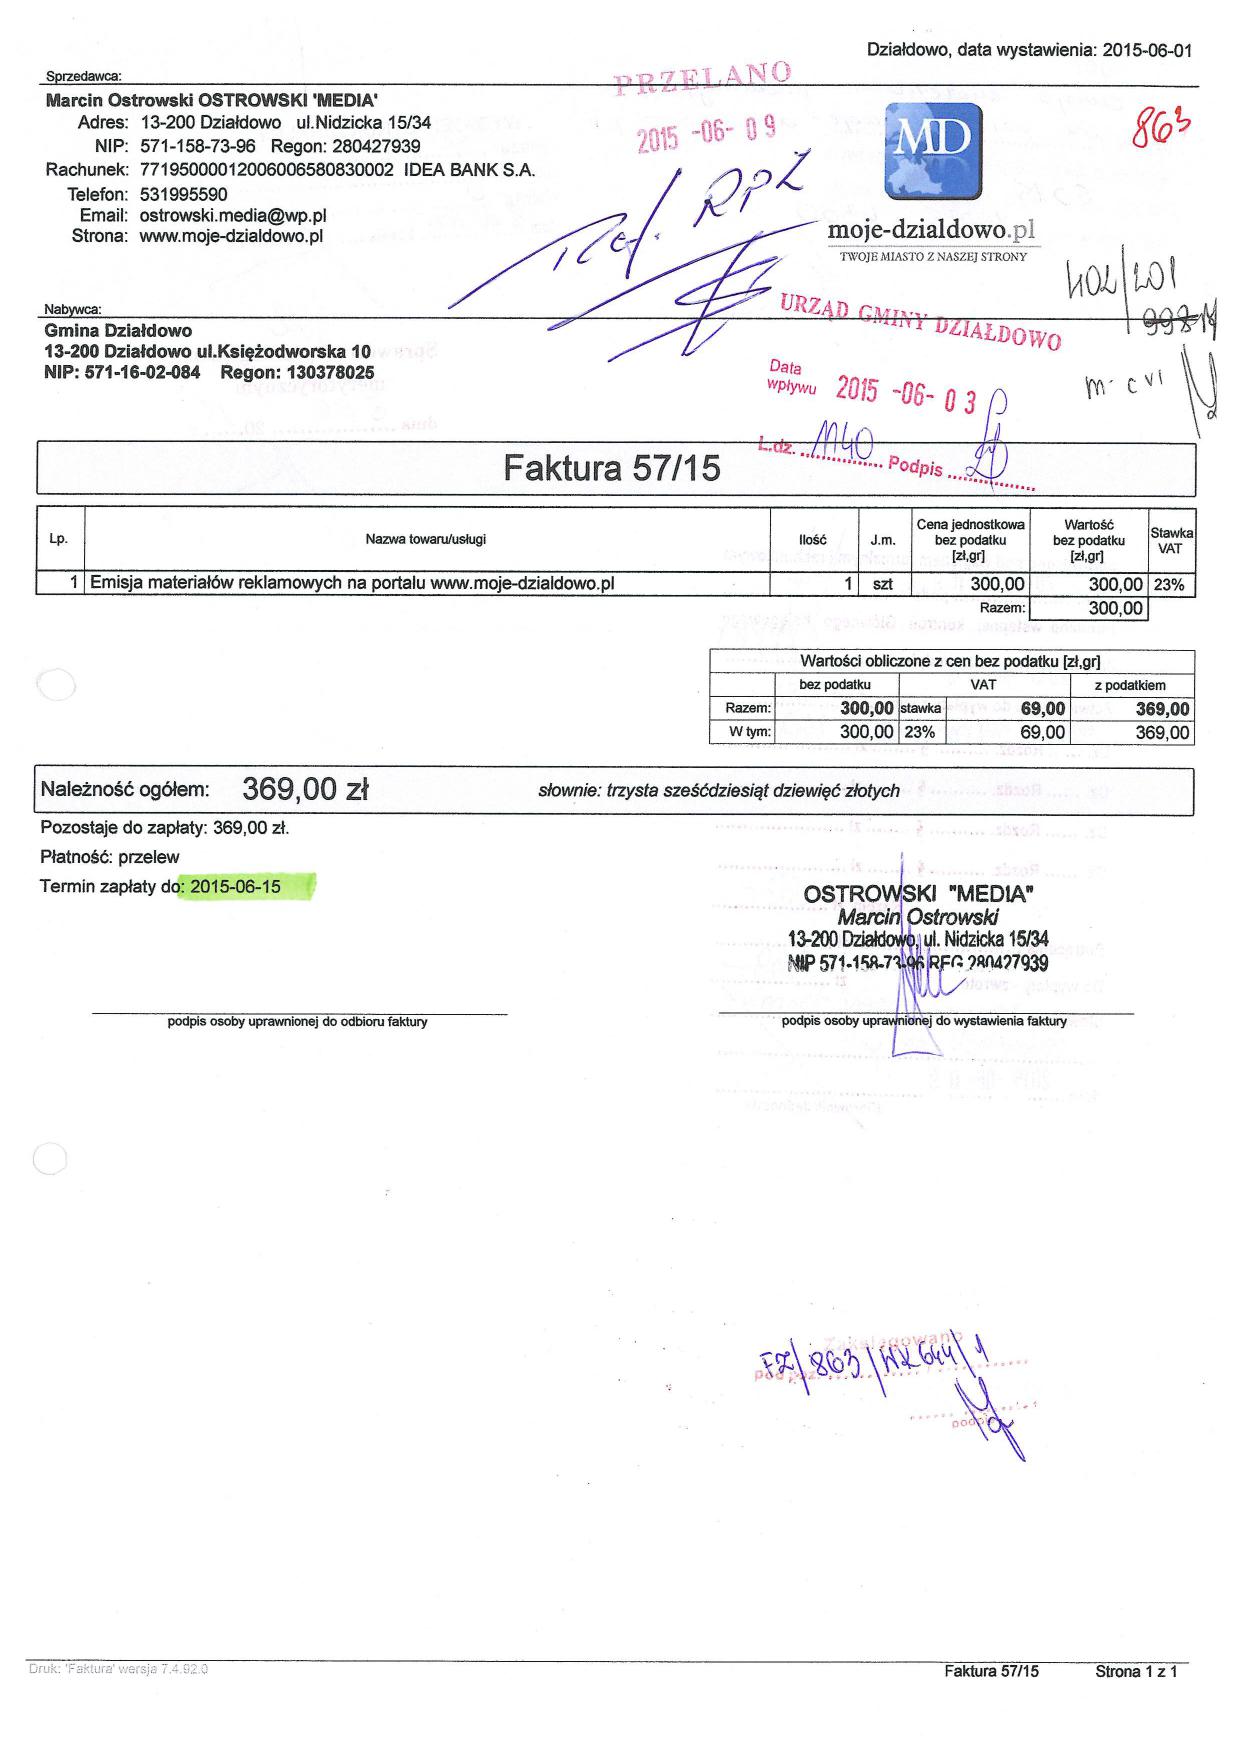 Działdowo, data wystawienia: 2015-06-01
Sprzedawca:
PRZELANO
Marcin Ostrowski OSTROWSKI 'MEDIA'
Adres: 13-200 Działdowo ul.Nidzicka 15/34
NIP: 571-158-73-96 Regon: 280427939
Rachunek: 77195000012006006580830002 IDEA BANK S.A.
Telefon: 531995590
Email: ostrowski.media@wp.pl
Strona: www.moje-dzialdowo.pl
2015 -06- 09
Ref. RPZ
MD
863
moje-dzialdowo.pl
TWOJE MIASTO Z NASZEJ STRONY
402/201
Nabywca:
Gmina Działdowo
13-200 Działdowo ul.Księżodworska 10
NIP: 571-16-02-084 Regon: 130378025
URZĄD GMINY DZIAŁDOWO
Data
wpływu 2015 -06- 03
m-c VI
L.dz. 1140 Podpis
Faktura 57/15
Lp. Nazwa towaru/usługi Ilość J.m. Cena jednostkowa bez podatku [zł,gr] Wartość bez podatku [zł,gr] Stawka VAT
1 Emisja materiałów reklamowych na portalu www.moje-dzialdowo.pl 1 szt 300,00 300,00 23%
Razem: 300,00
Wartości obliczone z cen bez podatku [zł,gr]
bez podatku VAT z podatkiem
Razem: 300,00 stawka 69,00 369,00
W tym: 300,00 23% 69,00 369,00
Należność ogółem: 369,00 zł słownie: trzysta sześćdziesiąt dziewięć złotych
Pozostaje do zapłaty: 369,00 zł.
Płatność: przelew
Termin zapłaty do: 2015-06-15
OSTROWSKI "MEDIA"
Marcin Ostrowski
13-200 Działdowo, ul. Nidzicka 15/34
NIP 571-158-73-96 REG 280427939
podpis osoby uprawnionej do odbioru faktury
podpis osoby uprawnionej do wystawienia faktury
Zaksięgowano
pod poz. FZ/863/WK644/1
podpis
Druk: 'Faktura' wersja 7.4.92.0
Faktura 57/15 Strona 1 z 1